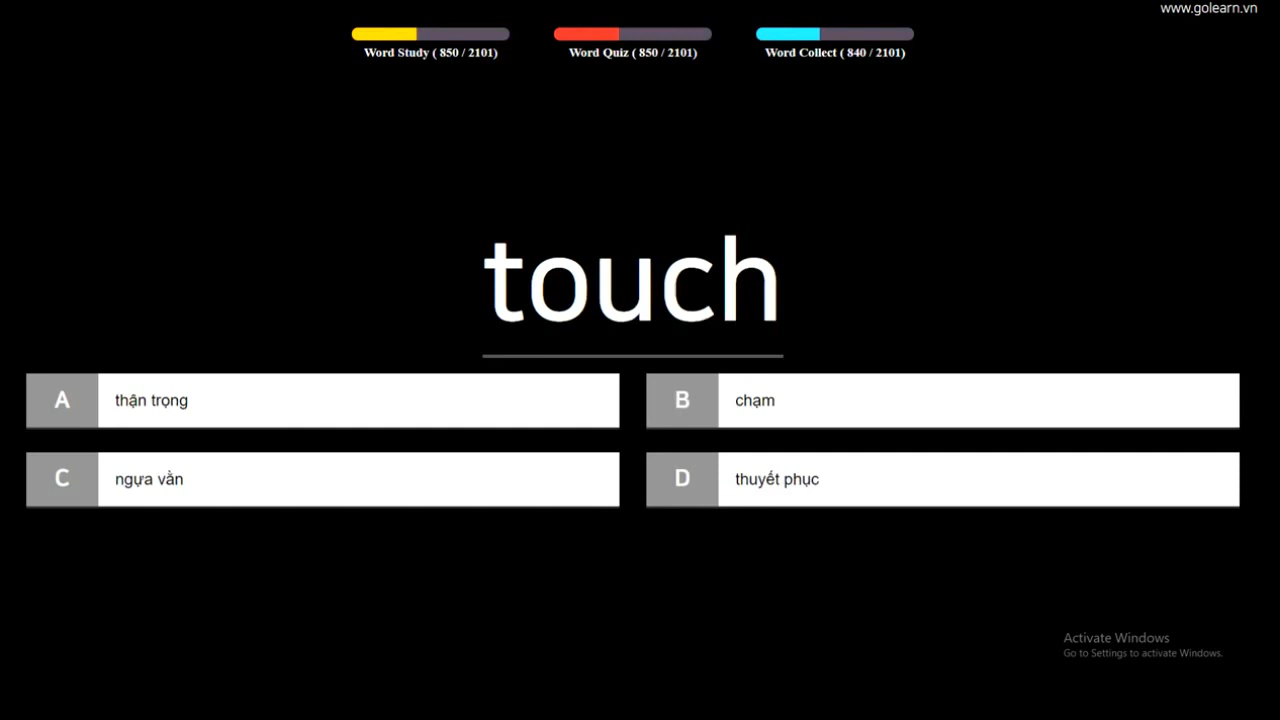 www.golearn.vn
Word Study ( 850 / 2101)
Word Quiz ( 850 / 2101)
Word Collect ( 840 / 2101)
touch
A thận trọng
B chạm
C ngựa vằn
D thuyết phục
Activate Windows
Go to Settings to activate Windows.